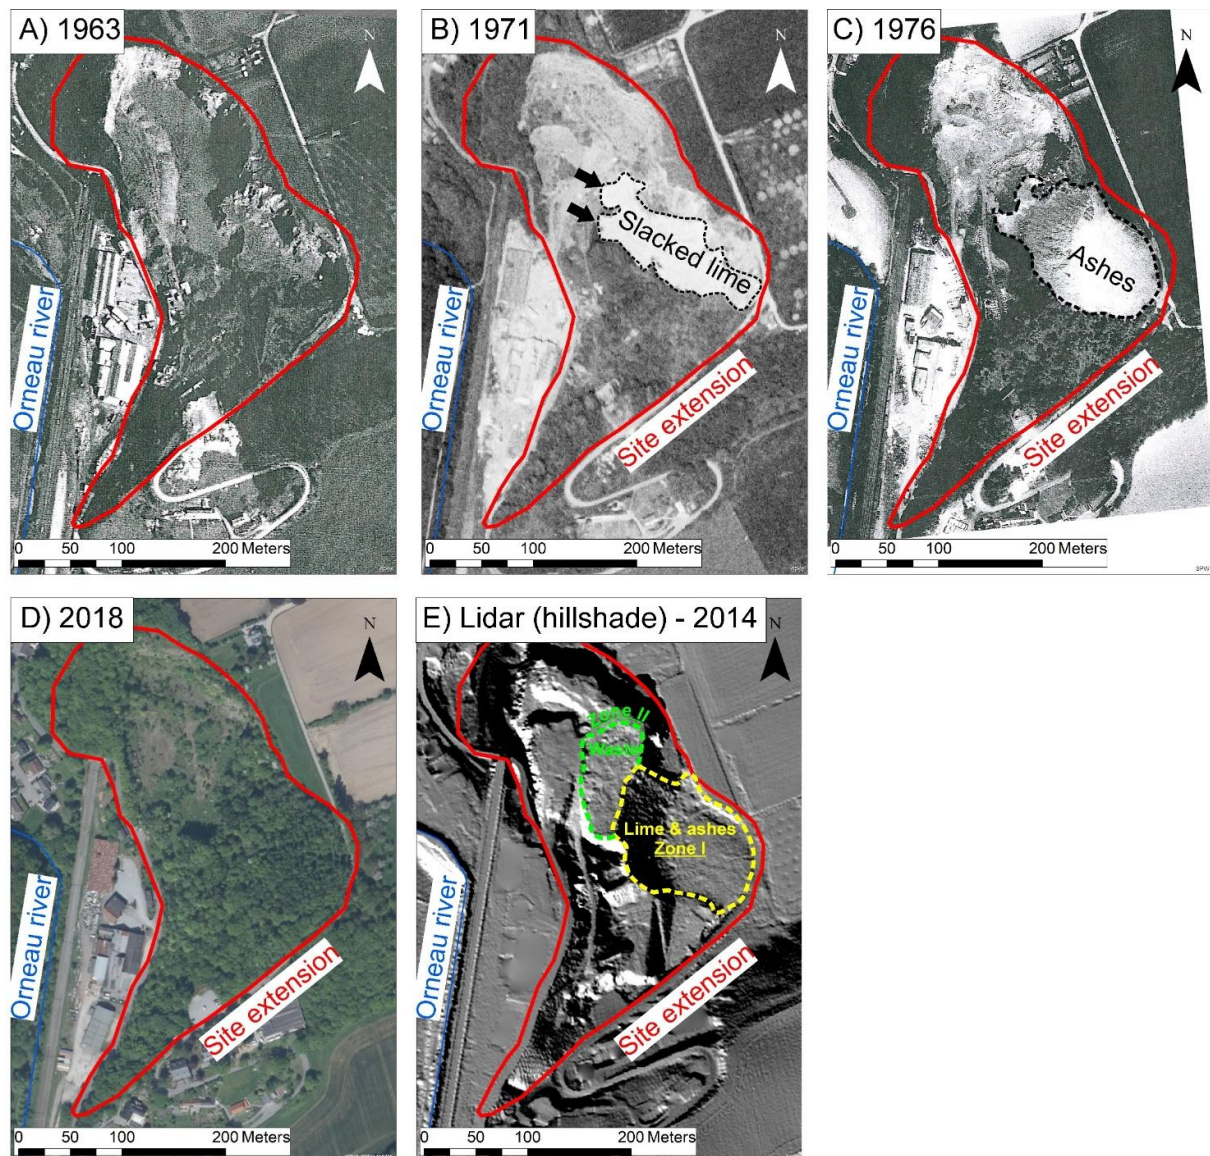 A) 1963
N
Orneau river
0 50 100 200 Meters
SPW
B) 1971
N
Slacked lime
Site extension
0 50 100 200 Meters
SPW
C) 1976
N
Ashes
Orneau river
Site extension
0 50 100 200 Meters
SPW
D) 2018
N
Orneau river
Site extension
0 50 100 200 Meters
E) Lidar (hillshade) - 2014
N
Zone II
Waste
Lime & ashes
Zone I
Orneau river
Site extension
0 50 100 200 Meters